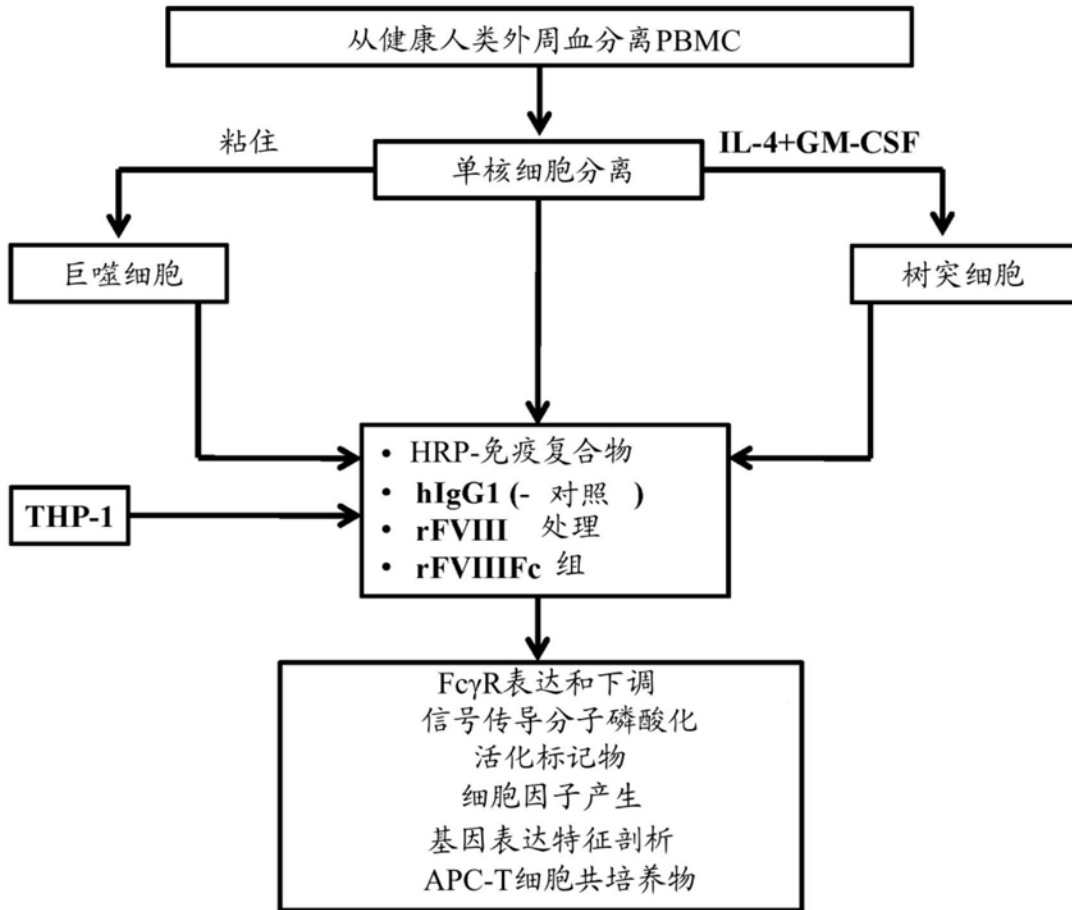 从健康人类外周血分离PBMC
粘住
IL-4+GM-CSF
单核细胞分离
巨噬细胞
树突细胞
• HRP-免疫复合物
• hIgG1 (- 对照 )
• rFVIII 处理
• rFVIIIFc 组
THP-1
FcγR表达和下调
信号传导分子磷酸化
活化标记物
细胞因子产生
基因表达特征剖析
APC-T细胞共培养物